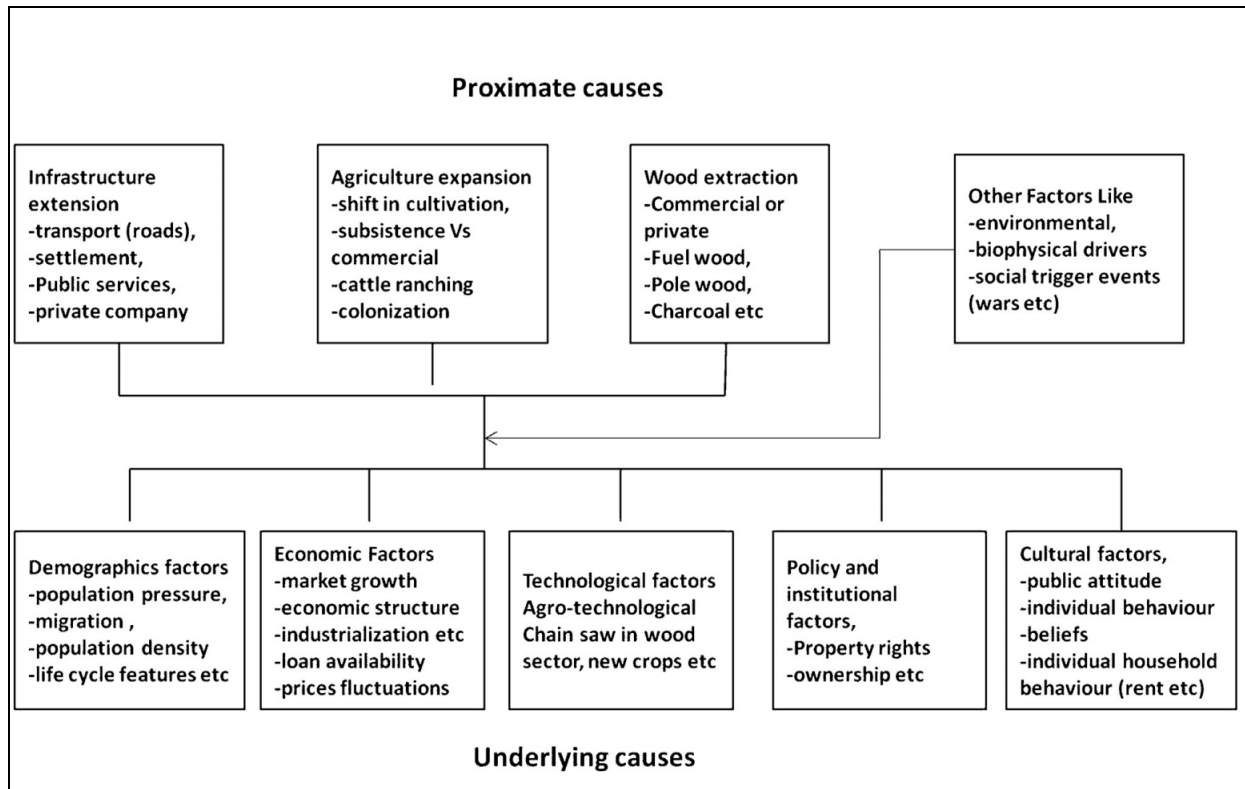 Proximate causes
Infrastructure
extension
-transport (roads),
-settlement,
-Public services,
-private company
Agriculture expansion
-shift in cultivation,
-subsistence Vs
commercial
-cattle ranching
-colonization
Wood extraction
-Commercial or
private
-Fuel wood,
-Pole wood,
-Charcoal etc
Other Factors Like
-environmental,
-biophysical drivers
-social trigger events
(wars etc)
Demographics factors
-population pressure,
-migration ,
-population density
-life cycle features etc
Economic Factors
-market growth
-economic structure
-industrialization etc
-loan availability
-prices fluctuations
Technological factors
Agro-technological
Chain saw in wood
sector, new crops etc
Policy and
institutional
factors,
-Property rights
-ownership etc
Cultural factors,
-public attitude
-individual behaviour
-beliefs
-individual household
behaviour (rent etc)
Underlying causes